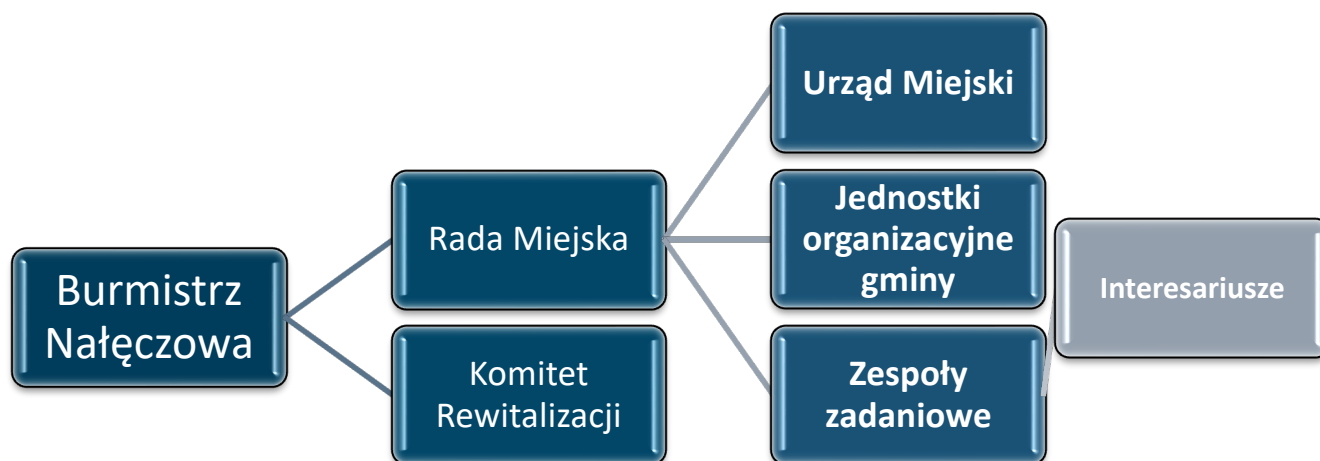 Burmistrz
Nałęczowa
Rada Miejska
Komitet
Rewitalizacji
Urząd Miejski
Jednostki
organizacyjne
gminy
Zespoły
zadaniowe
Interesariusze